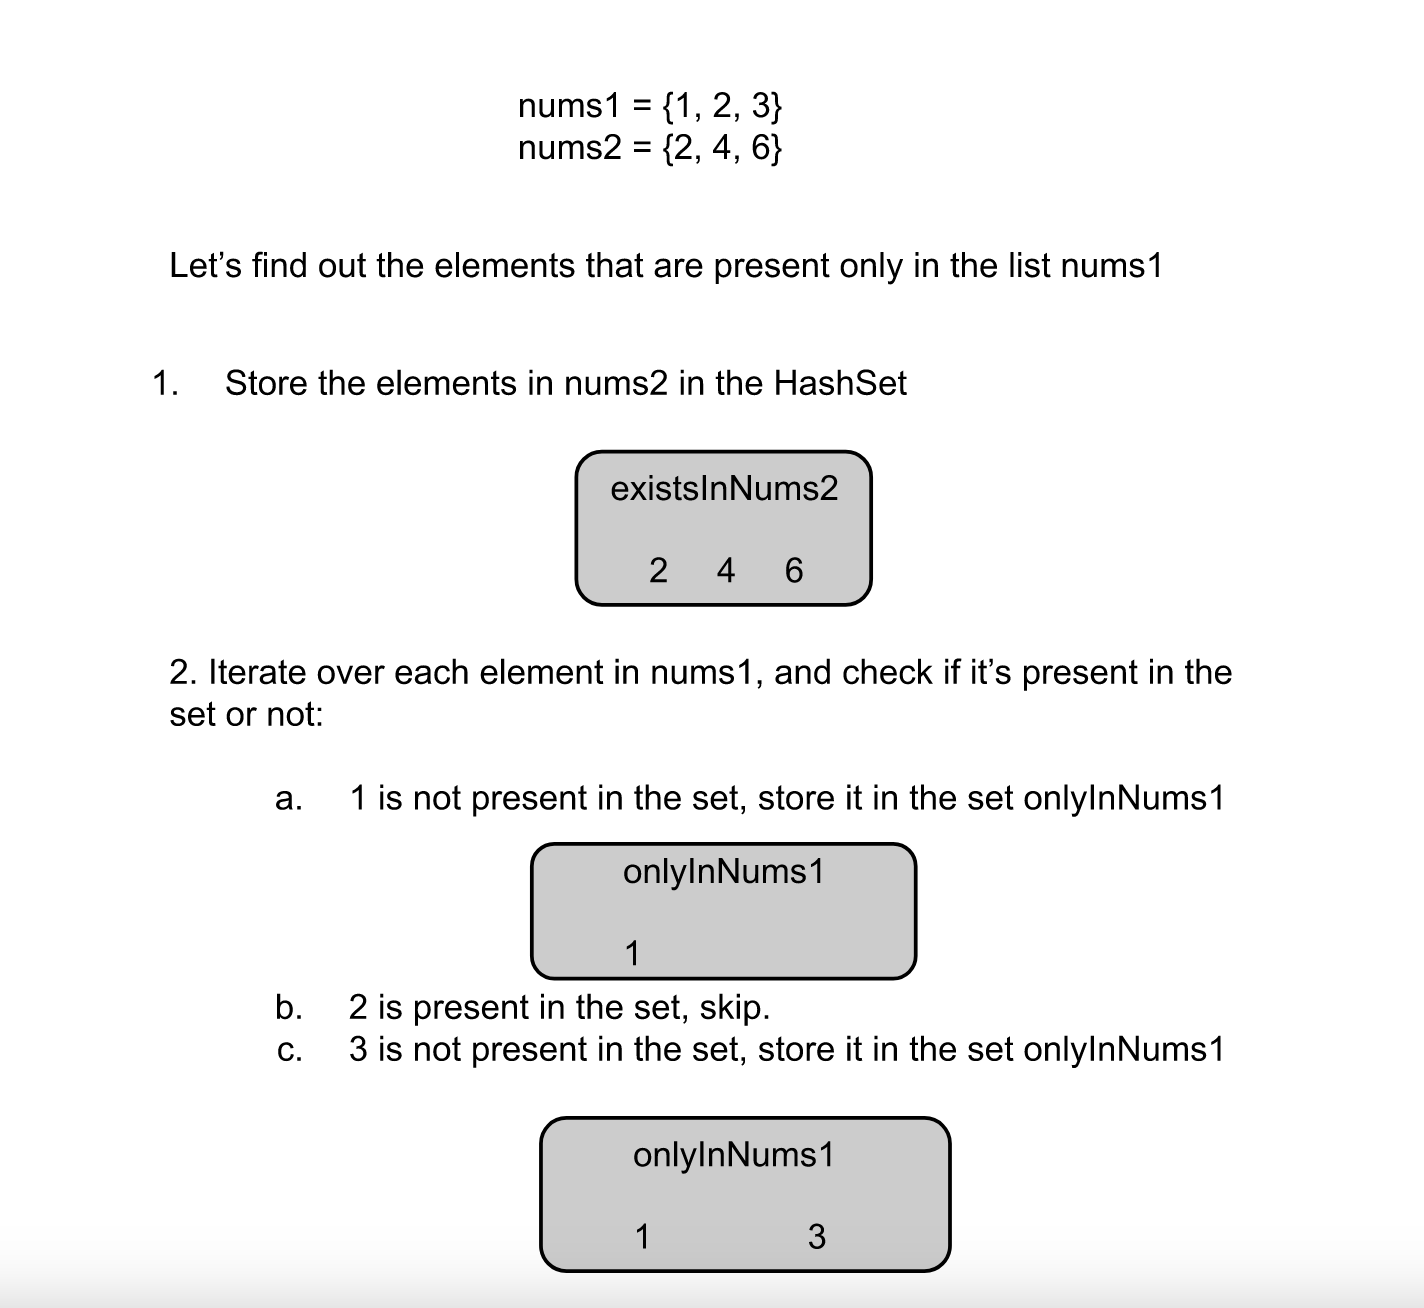 nums1 = {1, 2, 3}
nums2 = {2, 4, 6}
Let’s find out the elements that are present only in the list nums1
1. Store the elements in nums2 in the HashSet
existsInNums2
2 4 6
2. Iterate over each element in nums1, and check if it’s present in the
set or not:
a. 1 is not present in the set, store it in the set onlyInNums1
onlyInNums1
1
b. 2 is present in the set, skip.
c. 3 is not present in the set, store it in the set onlyInNums1
onlyInNums1
1 3